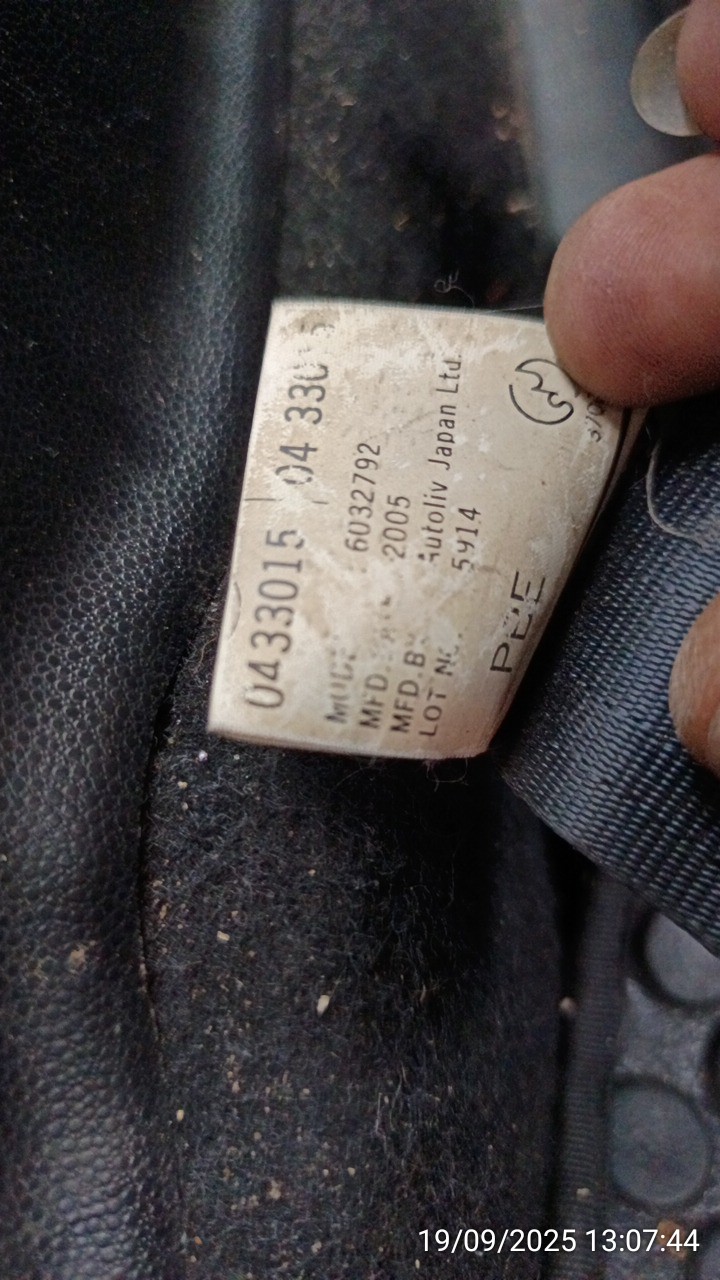 0433015 04 330
6032792
MFD. 2005
MFD.B Autoliv Japan Ltd.
LOT 5914
19/09/2025 13:07:44